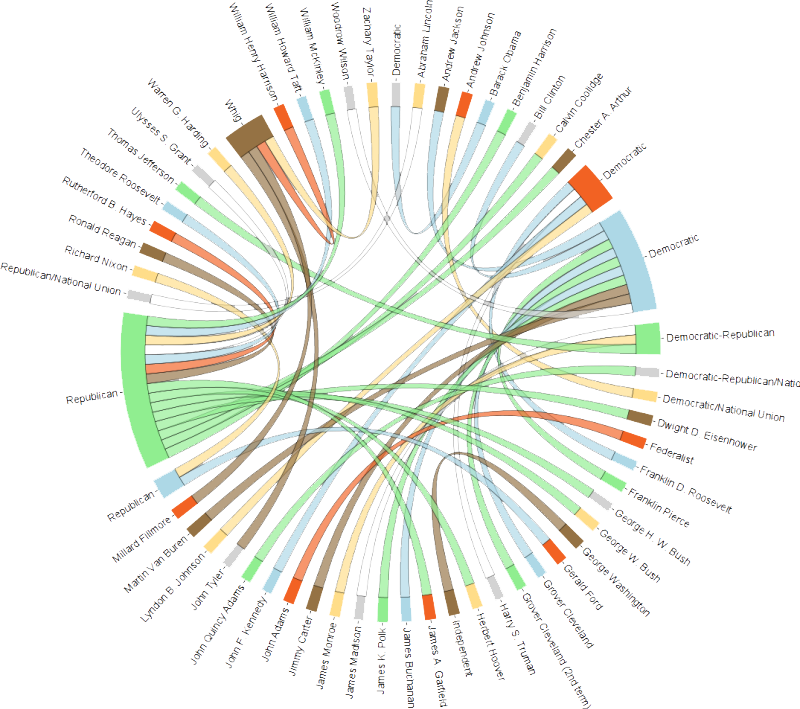 Democratic
Abraham Lincoln
Andrew Jackson
Andrew Johnson
Barack Obama
Benjamin Harrison
Bill Clinton
Calvin Coolidge
Chester A. Arthur
Democratic
Democratic
Democratic-Republican
Democratic-Republican/Natio
Democratic/National Union
Dwight D. Eisenhower
Federalist
Franklin D. Roosevelt
Franklin Pierce
George H. W. Bush
George W. Bush
George Washington
Gerald Ford
Grover Cleveland
Grover Cleveland (2nd term)
Harry S. Truman
Herbert Hoover
Independent
James A. Garfield
James Buchanan
James K. Polk
James Madison
James Monroe
Jimmy Carter
John Adams
John F. Kennedy
John Quincy Adams
John Tyler
Lyndon B. Johnson
Martin Van Buren
Millard Fillmore
Republican
Republican
Republican/National Union
Richard Nixon
Ronald Reagan
Rutherford B. Hayes
Theodore Roosevelt
Thomas Jefferson
Ulysses S. Grant
Warren G. Harding
Whig
William Henry Harrison
William Howard Taft
William McKinley
Woodrow Wilson
Zachary Taylor